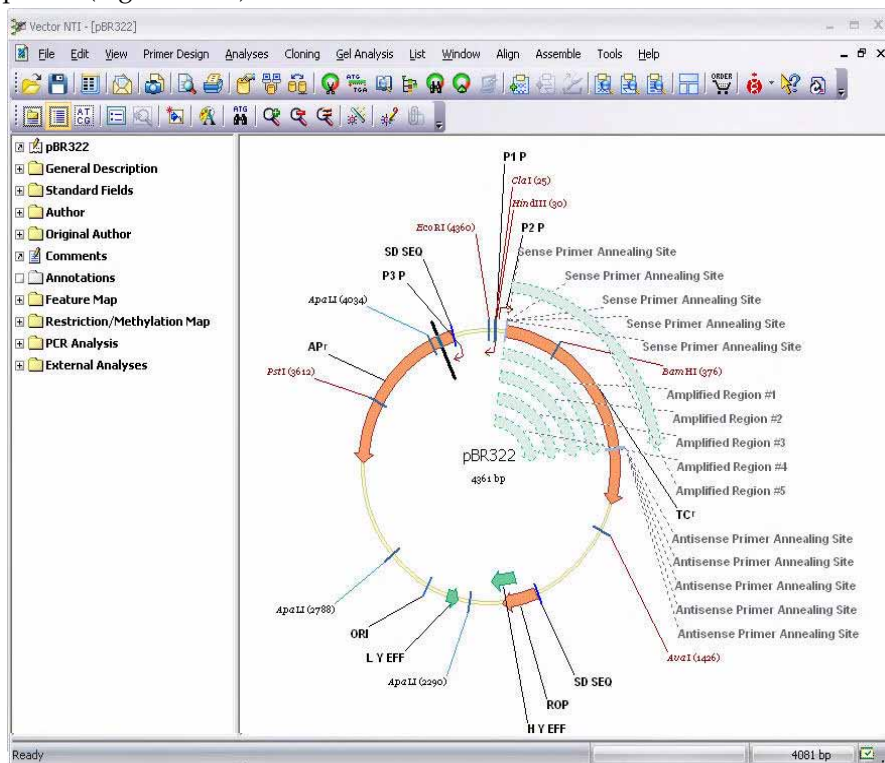 Vector NTI - [pBR322]
File Edit View Primer Design Analyses Cloning Gel Analysis List Window Align Assemble Tools Help
ATG
TGA
ORDER
AT
CG
ATG
pBR322
General Description
Standard Fields
Author
Original Author
Comments
Annotations
Feature Map
Restriction/Methylation Map
PCR Analysis
External Analyses
P1 P
ClaI (25)
HindIII (30)
EcoRI (4360)
P2 P
SD SEQ
Sense Primer Annealing Site
P3 P
Sense Primer Annealing Site
ApaLI (4034)
Sense Primer Annealing Site
Sense Primer Annealing Site
APr
Sense Primer Annealing Site
PstI (3612)
BamHI (376)
Amplified Region #1
Amplified Region #2
Amplified Region #3
pBR322
Amplified Region #4
4361 bp
Amplified Region #5
TCr
Antisense Primer Annealing Site
Antisense Primer Annealing Site
Antisense Primer Annealing Site
ApaLI (2788)
Antisense Primer Annealing Site
ORI
Antisense Primer Annealing Site
L Y EFF
AvaI (1426)
ApaLI (2290)
SD SEQ
ROP
H Y EFF
Ready
4081 bp